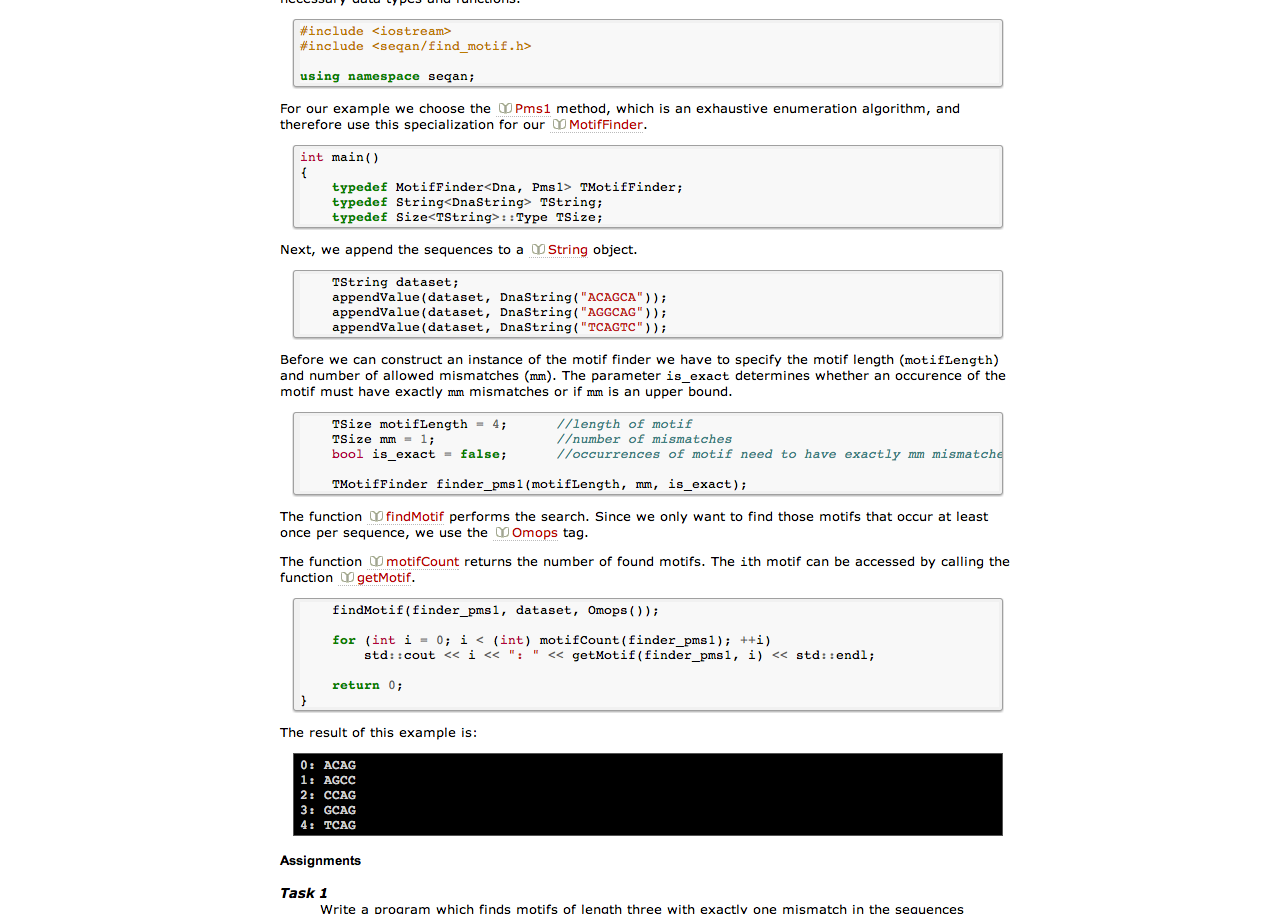 necessary data types and functions.
#include <iostream>
#include <seqan/find_motif.h>
using namespace seqan;
For our example we choose the Pms1 method, which is an exhaustive enumeration algorithm, and
therefore use this specialization for our MotifFinder.
int main()
{
typedef MotifFinder<Dna, Pms1> TMotifFinder;
typedef String<DnaString> TString;
typedef Size<TString>::Type TSize;
Next, we append the sequences to a String object.
TString dataset;
appendValue(dataset, DnaString("ACAGCA"));
appendValue(dataset, DnaString("AGGCAG"));
appendValue(dataset, DnaString("TCAGTC"));
Before we can construct an instance of the motif finder we have to specify the motif length (motifLength)
and number of allowed mismatches (mm). The parameter is_exact determines whether an occurence of the
motif must have exactly mm mismatches or if mm is an upper bound.
TSize motifLength = 4; //length of motif
TSize mm = 1; //number of mismatches
bool is_exact = false; //occurrences of motif need to have exactly mm mismatche
TMotifFinder finder_pms1(motifLength, mm, is_exact);
The function findMotif performs the search. Since we only want to find those motifs that occur at least
once per sequence, we use the Omops tag.
The function motifCount returns the number of found motifs. The ith motif can be accessed by calling the
function getMotif.
findMotif(finder_pms1, dataset, Omops());
for (int i = 0; i < (int) motifCount(finder_pms1); ++i)
std::cout << i << ": " << getMotif(finder_pms1, i) << std::endl;
return 0;
}
The result of this example is:
0: ACAG
1: AGCC
2: CCAG
3: GCAG
4: TCAG
Assignments
Task 1
Write a program which finds motifs of length three with exactly one mismatch in the sequences